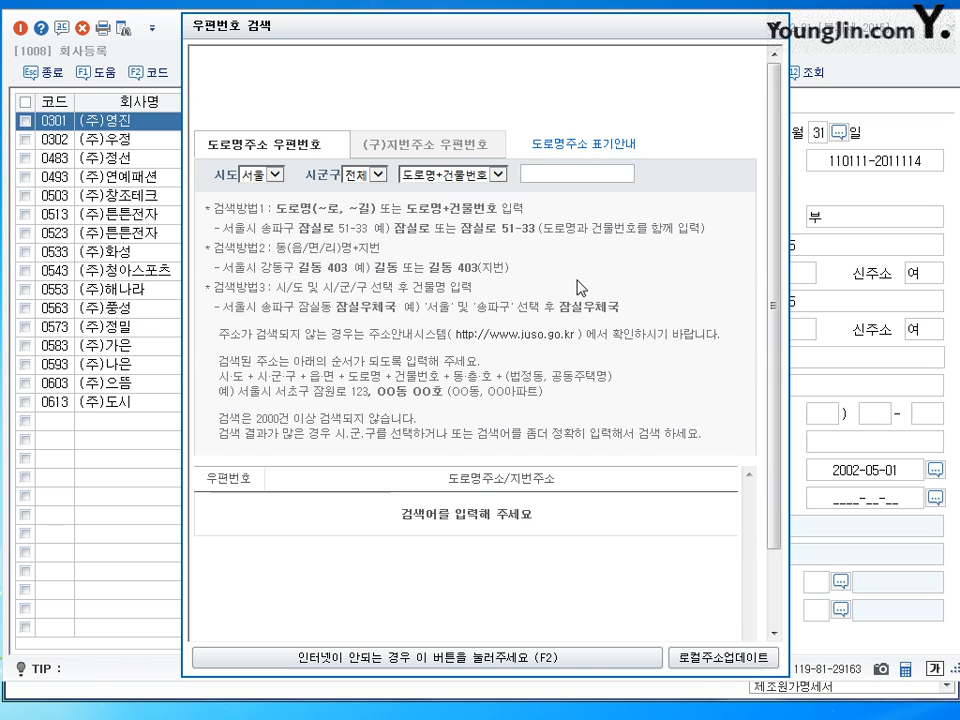 우편번호 검색
YoungJin.com Y.
[1008] 회사등록
Esc 종료 F1 도움 F2 코드
조회
코드 회사명
0301 (주)영진
0302 (주)우정
0483 (주)정선
0493 (주)연예패션
0503 (주)창조테크
0513 (주)튼튼전자
0523 (주)튼튼전자
0533 (주)화성
0543 (주)청아스포츠
0553 (주)해나라
0563 (주)풍성
0573 (주)정밀
0583 (주)가은
0593 (주)나은
0603 (주)으뜸
0613 (주)도시
도로명주소 우편번호 (구)지번주소 우편번호 도로명주소 표기안내
시도 서울 시군구 전체 도로명+건물번호
* 검색방법1 : 도로명(~로, ~길) 또는 도로명+건물번호 입력
- 서울시 송파구 잠실로 51-33 예) 잠실로 또는 잠실로 51-33 (도로명과 건물번호를 함께 입력)
* 검색방법2 : 동(읍/면/리)명+지번
- 서울시 강동구 길동 403 예) 길동 또는 길동 403(지번)
* 검색방법3 : 시/도 및 시/군/구 선택 후 건물명 입력
- 서울시 송파구 잠실동 잠실우체국 예) '서울' 및 '송파구' 선택 후 잠실우체국
주소가 검색되지 않는 경우는 주소안내시스템( http://www.juso.go.kr ) 에서 확인하시기 바랍니다.
검색된 주소는 아래의 순서가 되도록 입력해 주세요.
시·도 + 시·군·구 + 읍·면 + 도로명 + 건물번호 + 동·층·호 + (법정동, 공동주택명)
예) 서울시 서초구 잠원로 123, OO동 OO호 (OO동, OO아파트)
검색은 2000건 이상 검색되지 않습니다.
검색 결과가 많은 경우 시.군.구를 선택하거나 또는 검색어를 좀더 정확히 입력해서 검색 하세요.
우편번호 도로명주소/지번주소
검색어를 입력해 주세요
인터넷이 안되는 경우 이 버튼을 눌러주세요 (F2) 로컬주소업데이트
월 31 일
110111-2011114
부
5
신주소 여
5
신주소 여
) -
2002-05-01
____-__-__
TIP :
119-81-29163 가
제조원가명세서